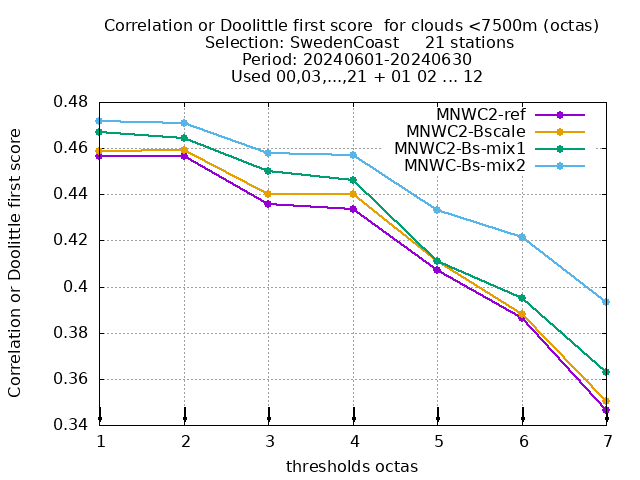 Correlation or Doolittle first score  for clouds <7500m (octas)
Selection: SwedenCoast     21 stations
Period: 20240601-20240630
Used 00,03,...,21 + 01 02 ... 12
MNWC2-ref
MNWC2-Bscale
MNWC2-Bs-mix1
MNWC-Bs-mix2
Correlation or Doolittle first score
0.48
0.46
0.44
0.42
0.4
0.38
0.36
0.34
1 2 3 4 5 6 7
thresholds octas